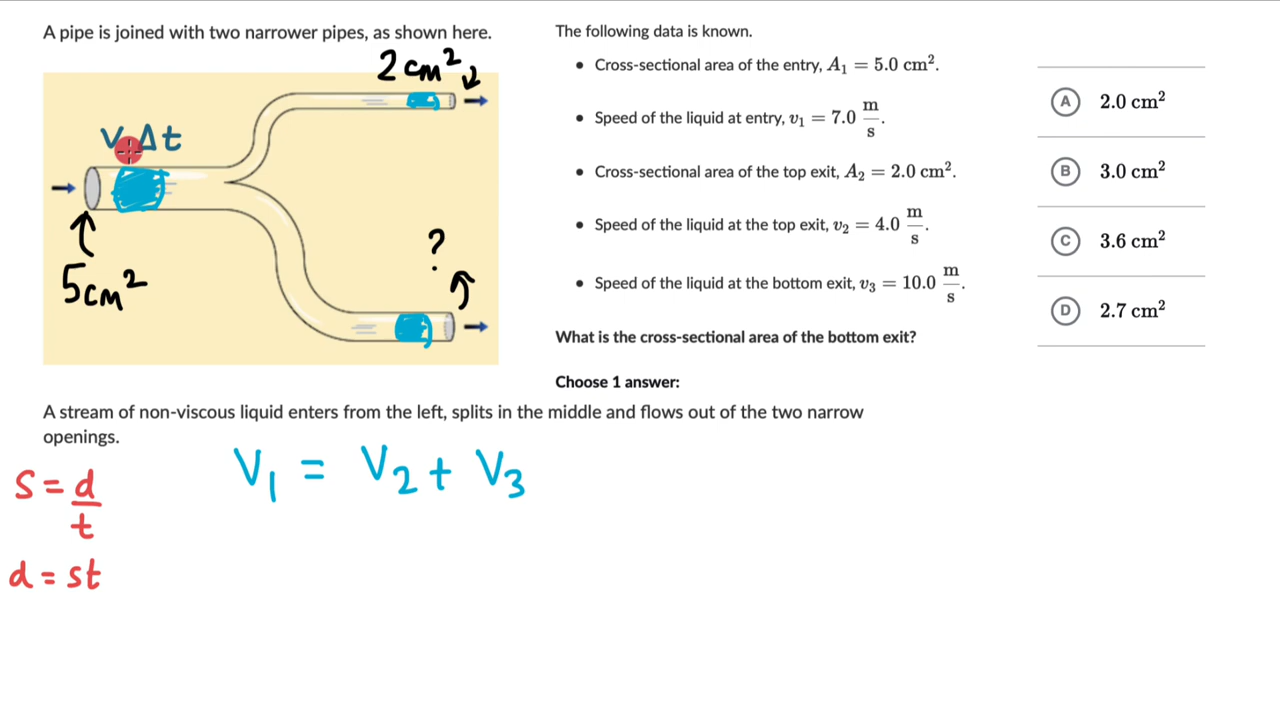 A pipe is joined with two narrower pipes, as shown here.
2 cm²
V Δt
5cm²
?
A stream of non-viscous liquid enters from the left, splits in the middle and flows out of the two narrow
openings.
The following data is known.
• Cross-sectional area of the entry, A₁ = 5.0 cm².
• Speed of the liquid at entry, v₁ = 7.0 m/s.
• Cross-sectional area of the top exit, A₂ = 2.0 cm².
• Speed of the liquid at the top exit, v₂ = 4.0 m/s.
• Speed of the liquid at the bottom exit, v₃ = 10.0 m/s.
What is the cross-sectional area of the bottom exit?
Choose 1 answer:
A 2.0 cm²
B 3.0 cm²
C 3.6 cm²
D 2.7 cm²
V₁ = V₂ + V₃
S = d/t
d = st